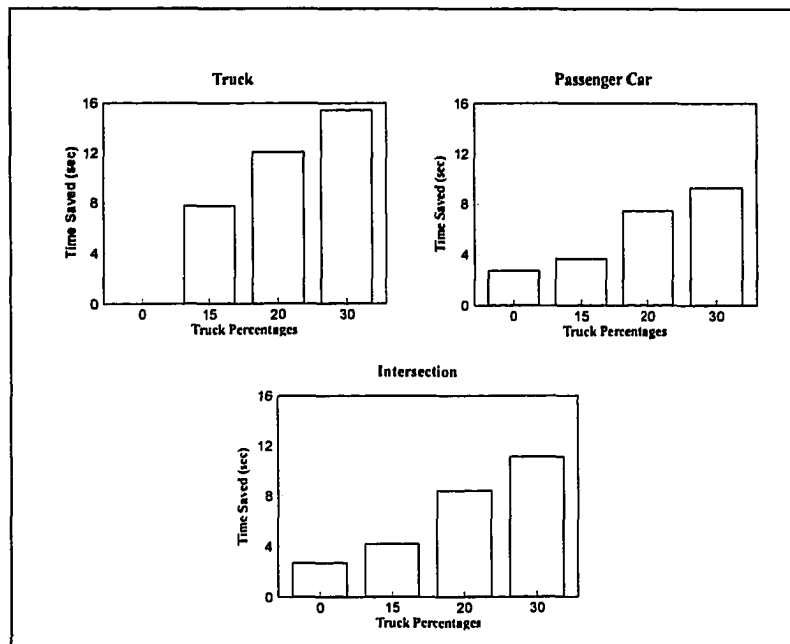 Truck
16
12
8
4
0
Time Saved (sec)
0 15 20 30
Truck Percentages
Passenger Car
16
12
8
4
0
Time Saved (sec)
0 15 20 30
Truck Percentages
Intersection
16
12
8
4
0
Time Saved (sec)
0 15 20 30
Truck Percentages